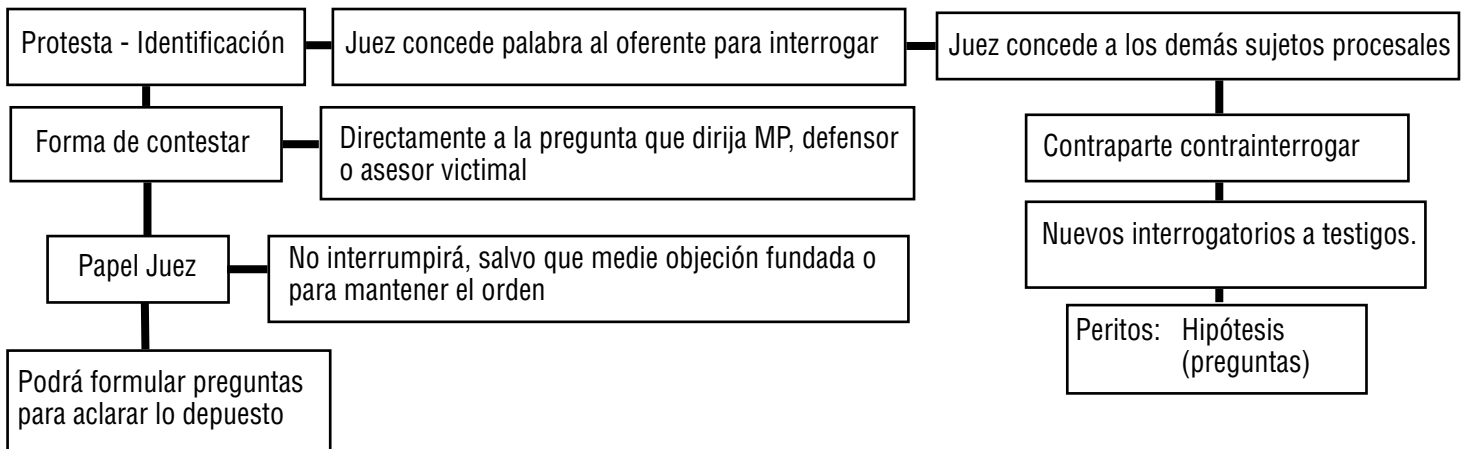 Protesta - Identificación
Juez concede palabra al oferente para interrogar
Juez concede a los demás sujetos procesales
Forma de contestar
Directamente a la pregunta que dirija MP, defensor
o asesor victimal
Contraparte contrainterrogar
Nuevos interrogatorios a testigos.
Papel Juez
No interrumpirá, salvo que medie objeción fundada o
para mantener el orden
Peritos: Hipótesis
(preguntas)
Podrá formular preguntas
para aclarar lo depuesto